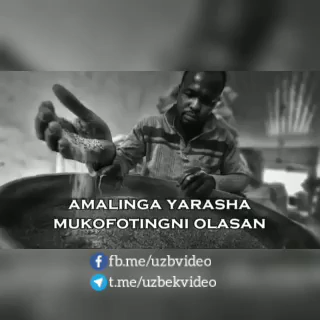 AMALINGA YARASHA
MUKOFOTINGNI OLASAN
fb.me/uzbvideo
t.me/uzbekvideo